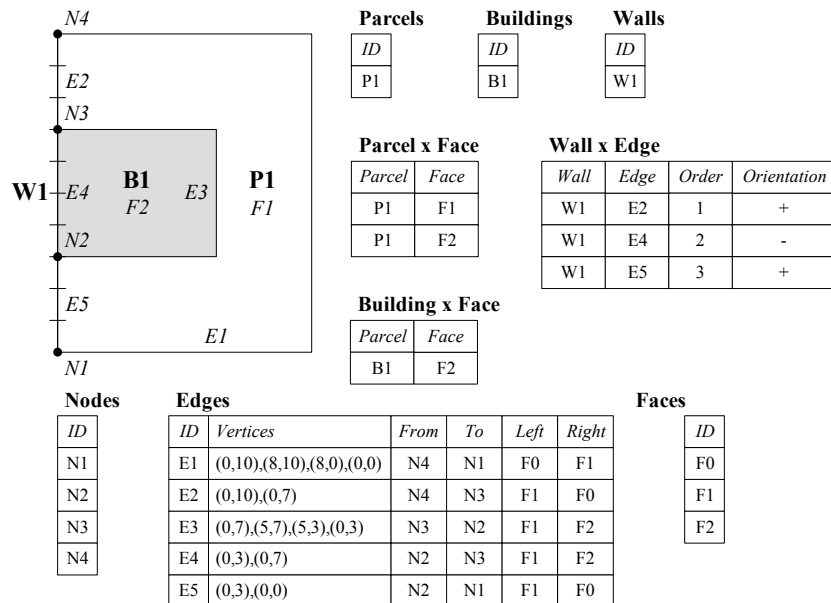 N4
E2
N3
W1 E4 B1 F2 E3 P1 F1
N2
E5
E1
N1
Parcels
ID
P1
Buildings
ID
B1
Walls
ID
W1
Parcel x Face
Parcel Face
P1 F1
P1 F2
Wall x Edge
Wall Edge Order Orientation
W1 E2 1 +
W1 E4 2 -
W1 E5 3 +
Building x Face
Parcel Face
B1 F2
Nodes
ID
N1
N2
N3
N4
Edges
ID Vertices From To Left Right
E1 (0,10),(8,10),(8,0),(0,0) N4 N1 F0 F1
E2 (0,10),(0,7) N4 N3 F1 F0
E3 (0,7),(5,7),(5,3),(0,3) N3 N2 F1 F2
E4 (0,3),(0,7) N2 N3 F1 F2
E5 (0,3),(0,0) N2 N1 F1 F0
Faces
ID
F0
F1
F2